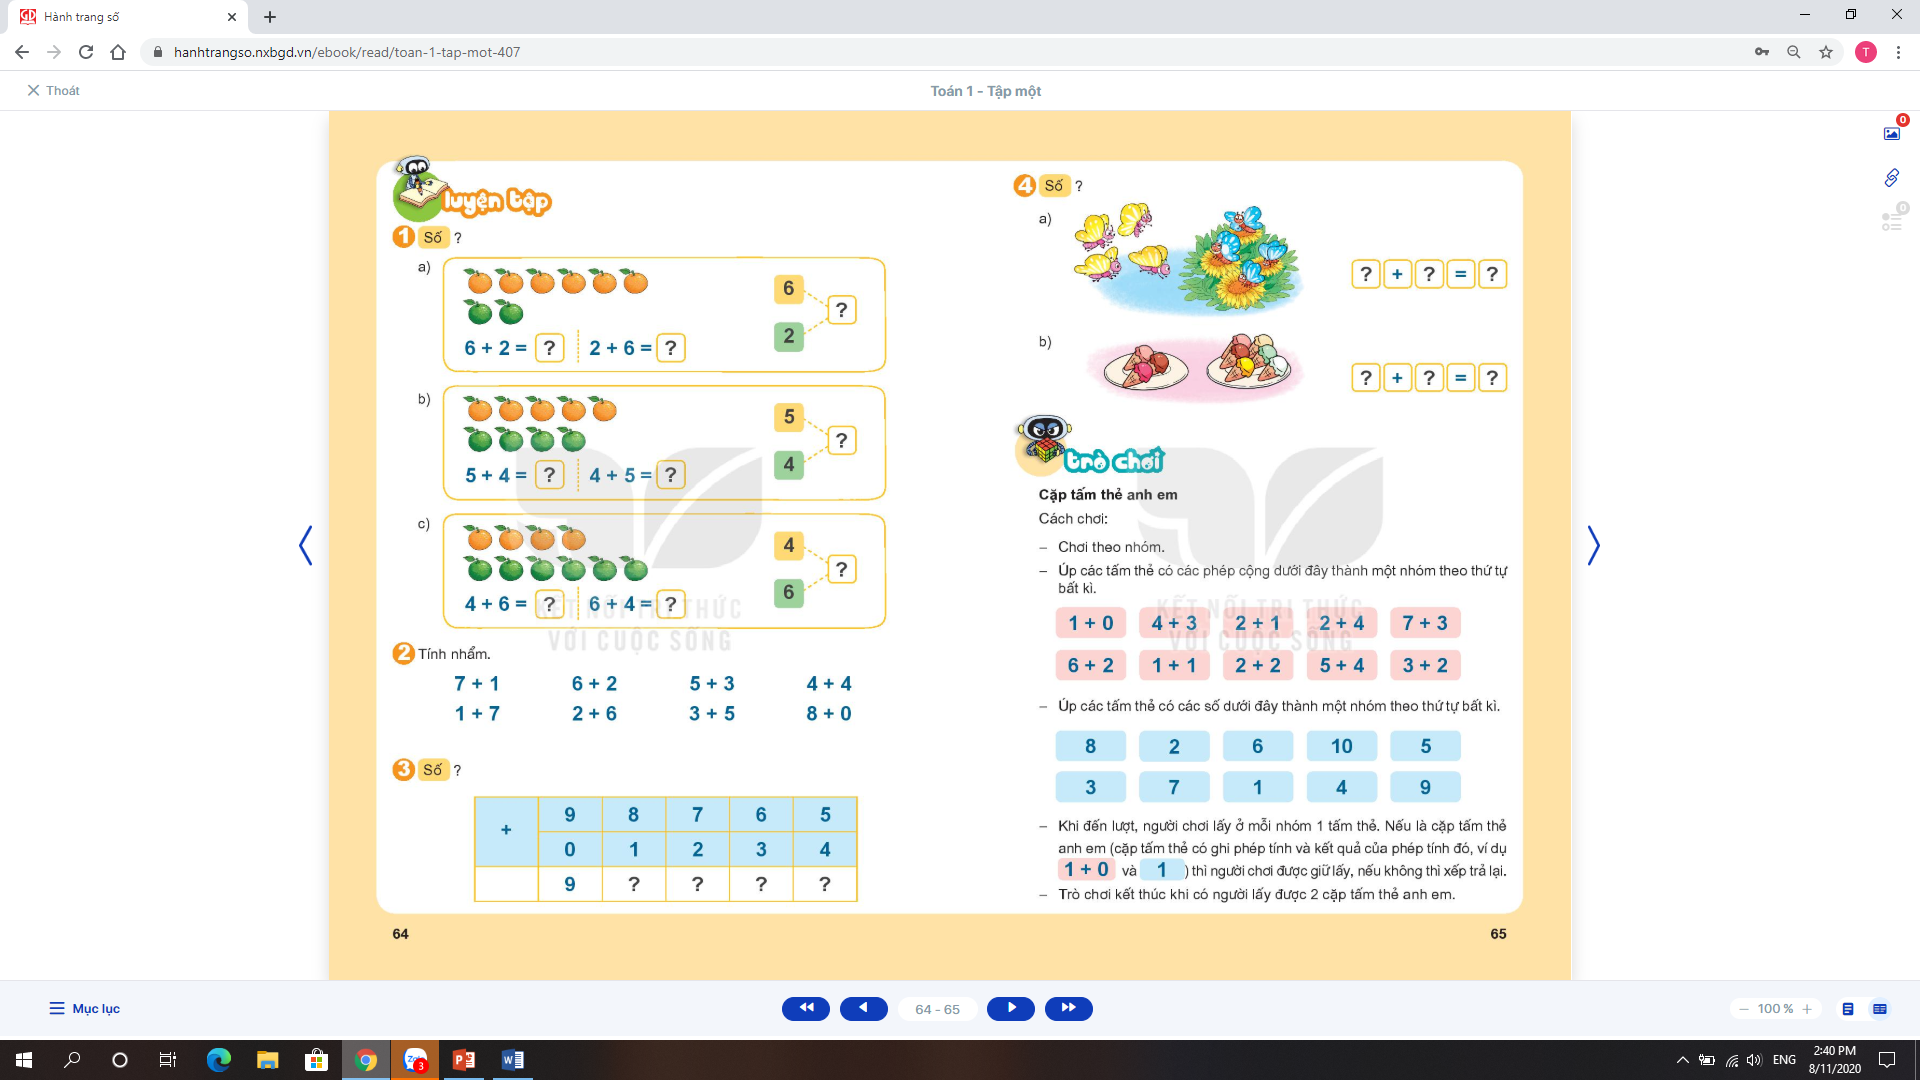 Hành trang số
hanhtrangso.nxbgd.vn/ebook/read/toan-1-tap-mot-407
T
Thoát
Toán 1 - Tập một
0
0
luyện tập
1 Số ?
a)
6 + 2 = ? 2 + 6 = ?
6
2
?
b)
5 + 4 = ? 4 + 5 = ?
5
4
?
c)
4 + 6 = ? 6 + 4 = ?
4
6
?
KẾT NỐI TRI THỨC
VỚI CUỘC SỐNG
2 Tính nhẩm.
7 + 1 6 + 2 5 + 3 4 + 4
1 + 7 2 + 6 3 + 5 8 + 0
3 Số ?
+ 9 8 7 6 5
0 1 2 3 4
9 ? ? ? ?
64
4 Số ?
a)
? + ? = ?
b)
? + ? = ?
trò chơi
Cặp tấm thẻ anh em
Cách chơi:
– Chơi theo nhóm.
– Úp các tấm thẻ có các phép cộng dưới đây thành một nhóm theo thứ tự
bất kì.
1 + 0 4 + 3 2 + 1 2 + 4 7 + 3
6 + 2 1 + 1 2 + 2 5 + 4 3 + 2
KẾT NỐI TRI THỨC
VỚI CUỘC SỐNG
– Úp các tấm thẻ có các số dưới đây thành một nhóm theo thứ tự bất kì.
8 2 6 10 5
3 7 1 4 9
– Khi đến lượt, người chơi lấy ở mỗi nhóm 1 tấm thẻ. Nếu là cặp tấm thẻ
anh em (cặp tấm thẻ có ghi phép tính và kết quả của phép tính đó, ví dụ
1 + 0 và 1 ) thì người chơi được giữ lấy, nếu không thì xếp trả lại.
– Trò chơi kết thúc khi có người lấy được 2 cặp tấm thẻ anh em.
65
Mục lục
64 - 65
100 %
3
ENG
2:40 PM
8/11/2020